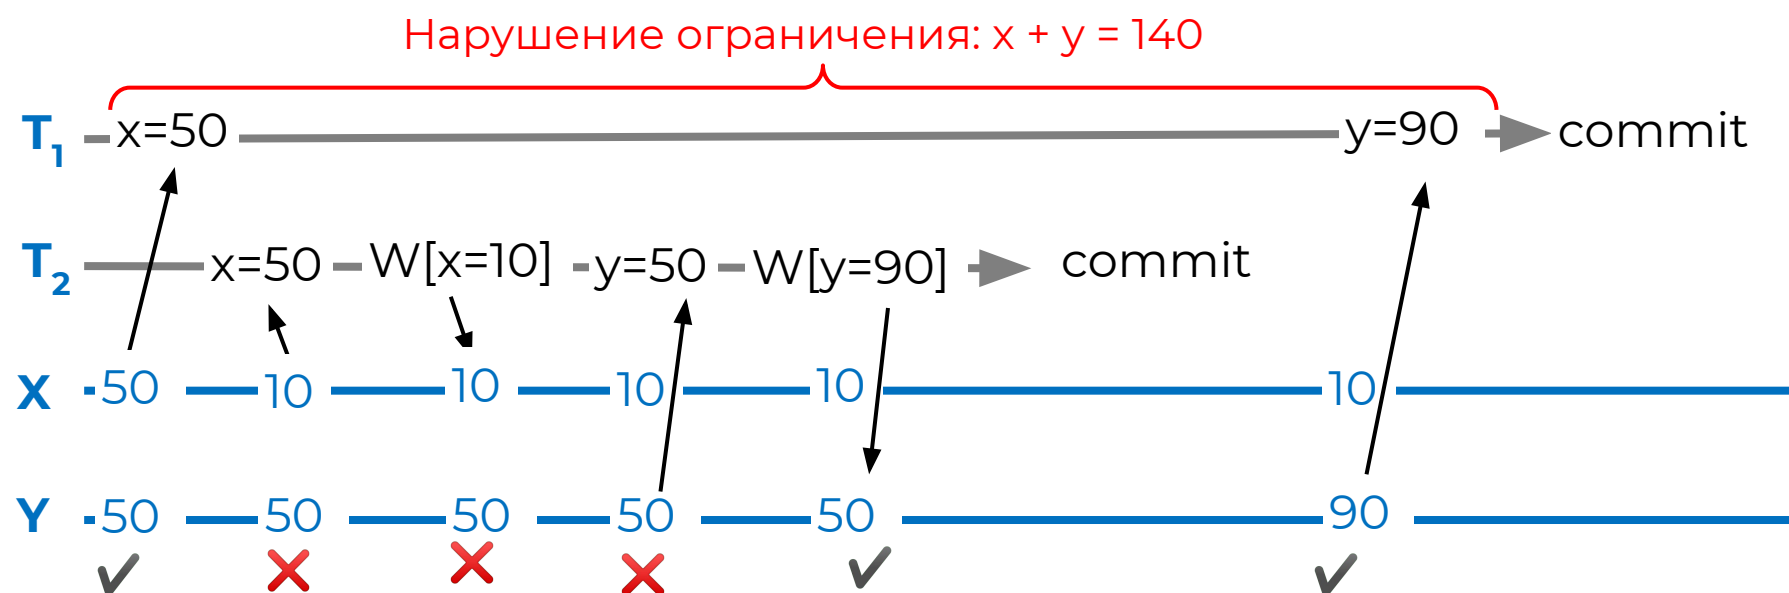 Нарушение ограничения: x + y = 140
T1 x=50 y=90 commit
T2 x=50 W[x=10] y=50 W[y=90] commit
X 50 10 10 10 10 10
Y 50 50 50 50 50 90